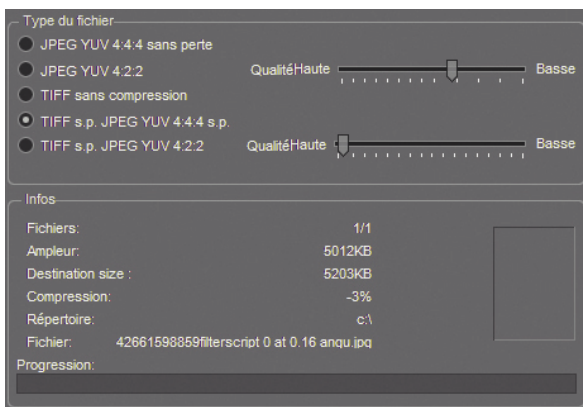 Type du fichier
JPEG YUV 4:4:4 sans perte
JPEG YUV 4:2:2 QualitéHaute Basse
TIFF sans compression
TIFF s.p. JPEG YUV 4:4:4 s.p.
TIFF s.p. JPEG YUV 4:2:2 QualitéHaute Basse
Infos
Fichiers: 1/1
Ampleur: 5012KB
Destination size : 5203KB
Compression: -3%
Répertoire: c:\
Fichier: 42661598859filterscript 0 at 0.16 anqu.jpq
Progression: